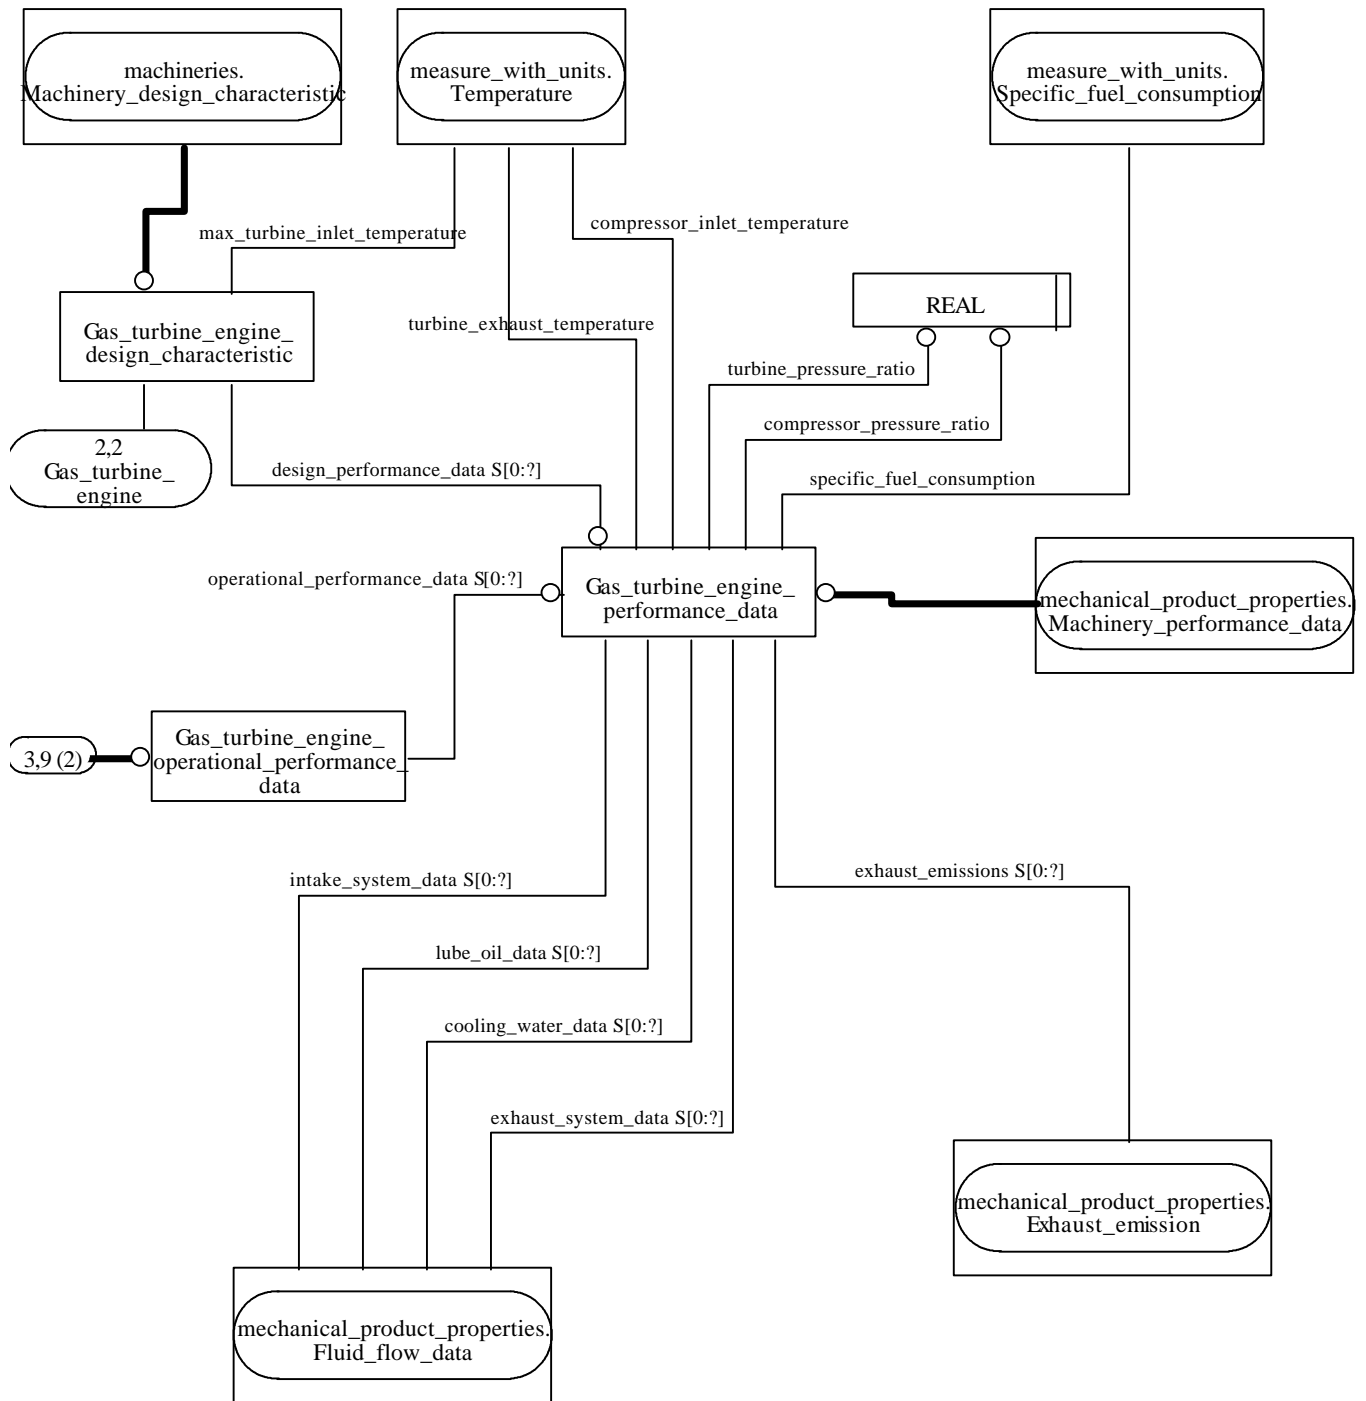 machineries.
Machinery_design_characteristic
measure_with_units.
Temperature
measure_with_units.
Specific_fuel_consumption
max_turbine_inlet_temperature
compressor_inlet_temperature
Gas_turbine_engine_
design_characteristic
turbine_exhaust_temperature
REAL
turbine_pressure_ratio
compressor_pressure_ratio
2,2
Gas_turbine_
engine
design_performance_data S[0:?]
specific_fuel_consumption
operational_performance_data S[0:?]
Gas_turbine_engine_
performance_data
mechanical_product_properties.
Machinery_performance_data
3,9 (2)
Gas_turbine_engine_
operational_performance_
data
intake_system_data S[0:?]
exhaust_emissions S[0:?]
lube_oil_data S[0:?]
cooling_water_data S[0:?]
exhaust_system_data S[0:?]
mechanical_product_properties.
Exhaust_emission
mechanical_product_properties.
Fluid_flow_data